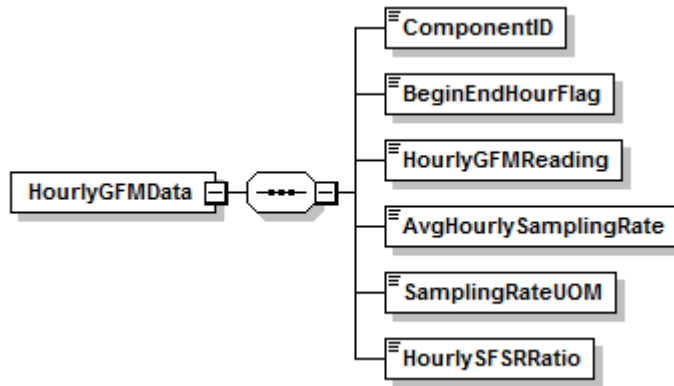 ComponentID
BeginEndHourFlag
HourlyGFMReading
HourlyGFMData
AvgHourlySamplingRate
SamplingRateUOM
HourlySFSRRatio